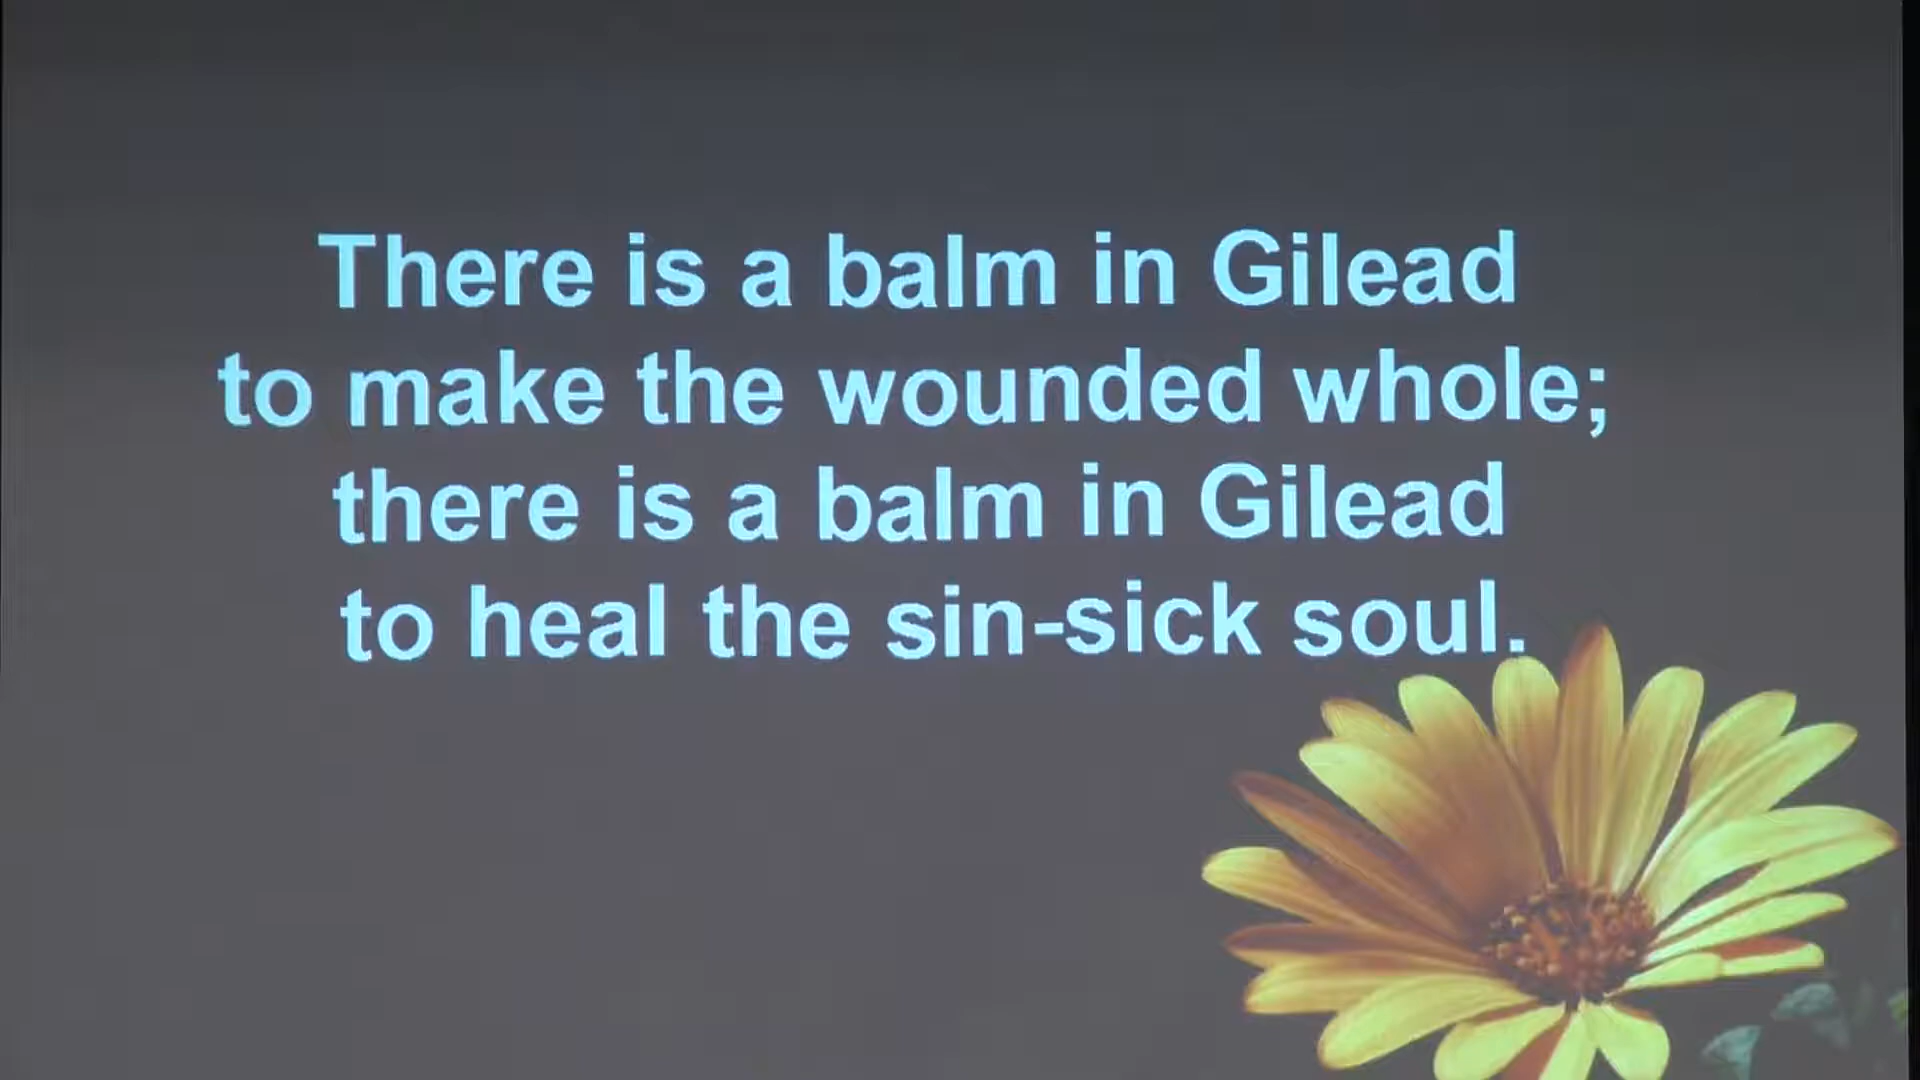 There is a balm in Gilead
to make the wounded whole;
there is a balm in Gilead
to heal the sin-sick soul.